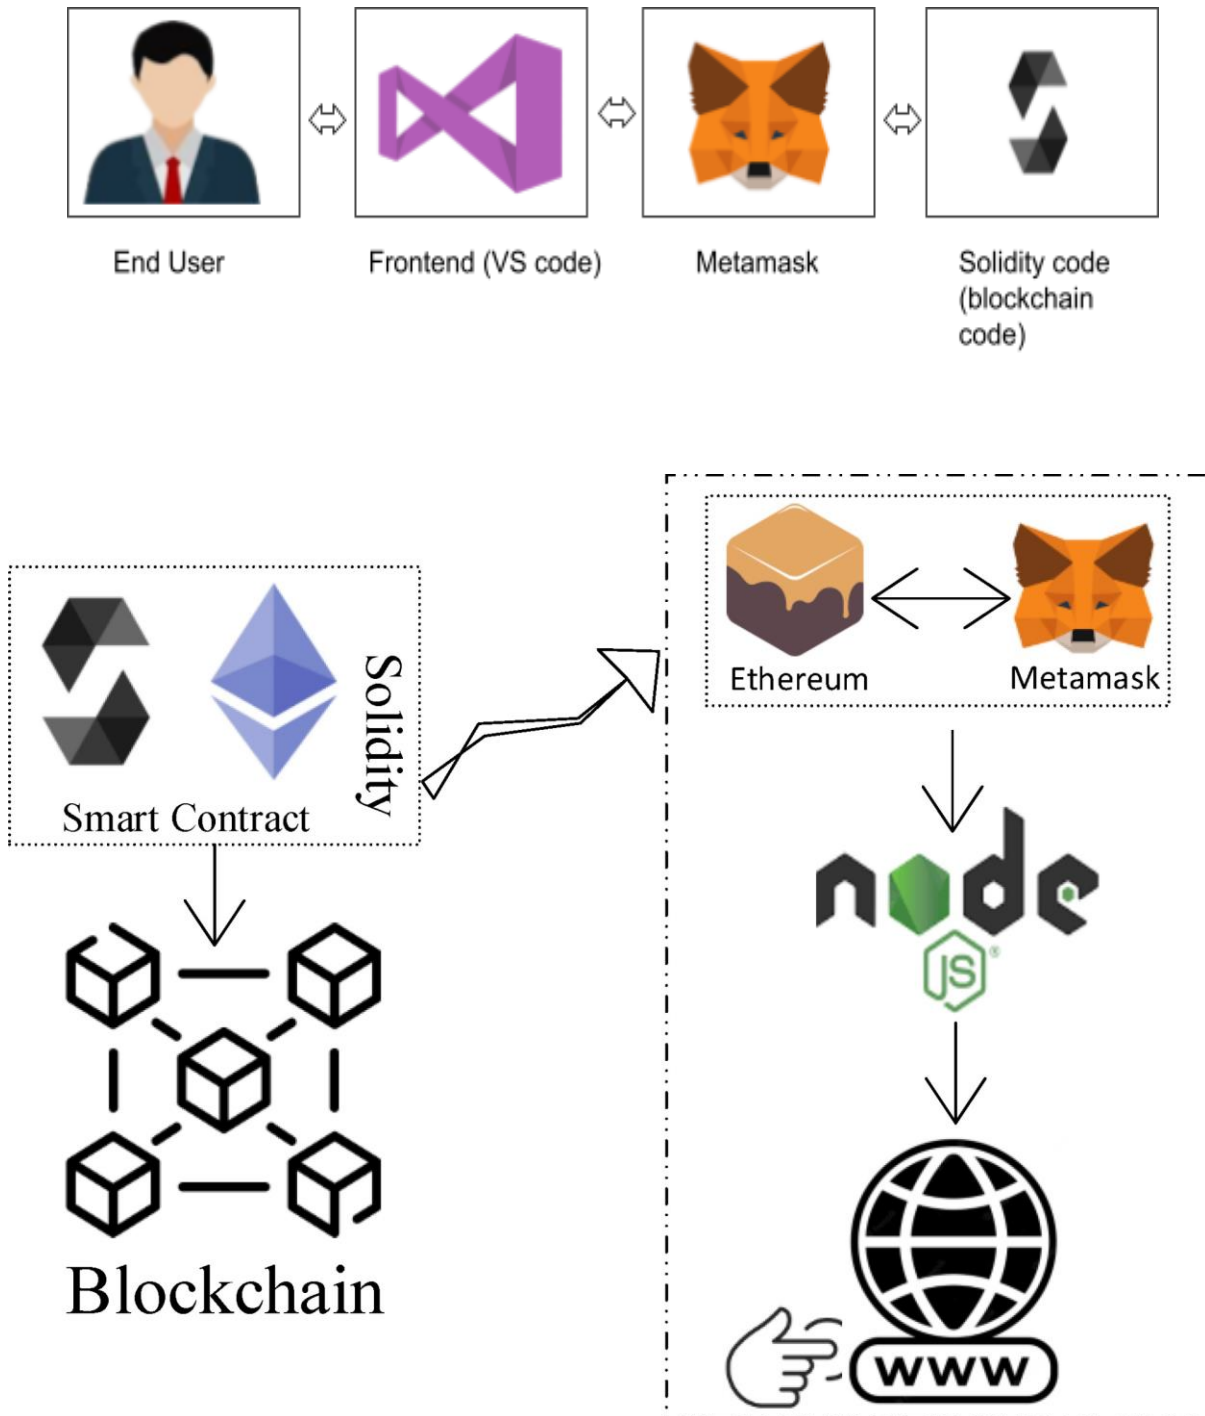 End User
Frontend (VS code)
Metamask
Solidity code
(blockchain
code)
Solidity
Smart Contract
Blockchain
Ethereum
Metamask
node
JS®
WWW